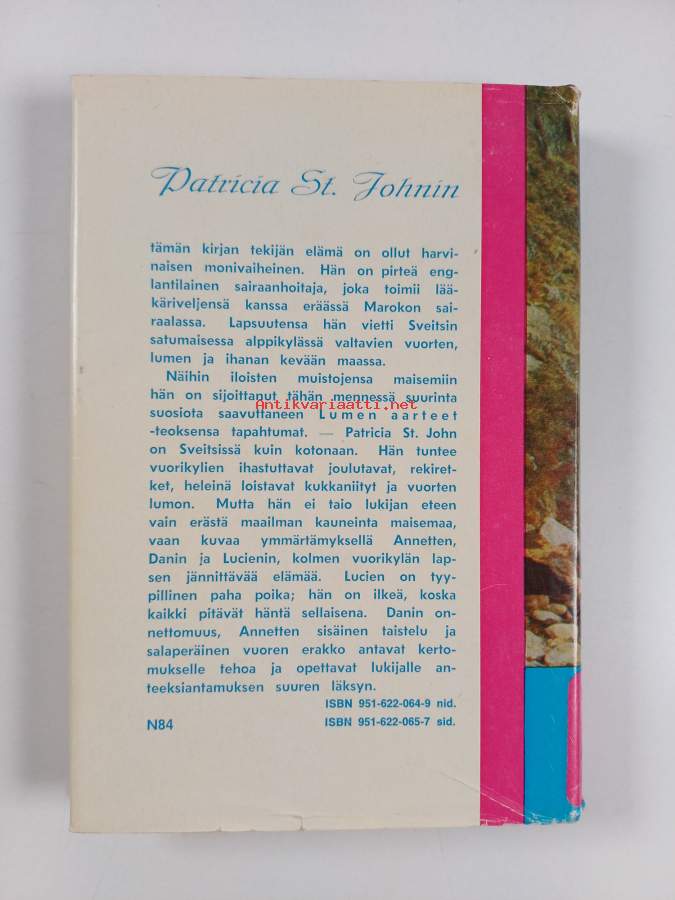 Patricia St. Johnin
tämän kirjan tekijän elämä on ollut harvi-
naisen monivaiheinen. Hän on pirteä eng-
lantilainen sairaanhoitaja, joka toimii lää-
käriveljensä kanssa eräässä Marokon sai-
raalassa. Lapsuutensa hän vietti Sveitsin
satumaisessa alppikylässä valtavien vuorten,
lumen ja ihanan kevään maassa.
Näihin iloisten muistojensa maisemiin
hän on sijoittanut tähän mennessä suurinta
Antikvariaatti.net
suosiota saavuttaneen Lumen aarteet
-teoksensa tapahtumat. — Patricia St. John
on Sveitsissä kuin kotonaan. Hän tuntee
vuorikylien ihastuttavat joulutavat, rekiret-
ket, heleinä loistavat kukkaniityt ja vuorten
lumon. Mutta hän ei taio lukijan eteen
vain erästä maailman kauneinta maisemaa,
vaan kuvaa ymmärtämyksellä Annetten,
Danin ja Lucienin, kolmen vuorikylän lap-
sen jännittävää elämää. Lucien on tyy-
pillinen paha poika; hän on ilkeä, koska
kaikki pitävät häntä sellaisena. Danin on-
nettomuus, Annetten sisäinen taistelu ja
salaperäinen vuoren erakko antavat kerto-
mukselle tehoa ja opettavat lukijalle an-
teeksiantamuksen suuren läksyn.
ISBN 951-622-064-9 nid.
N84 ISBN 951-622-065-7 sid.